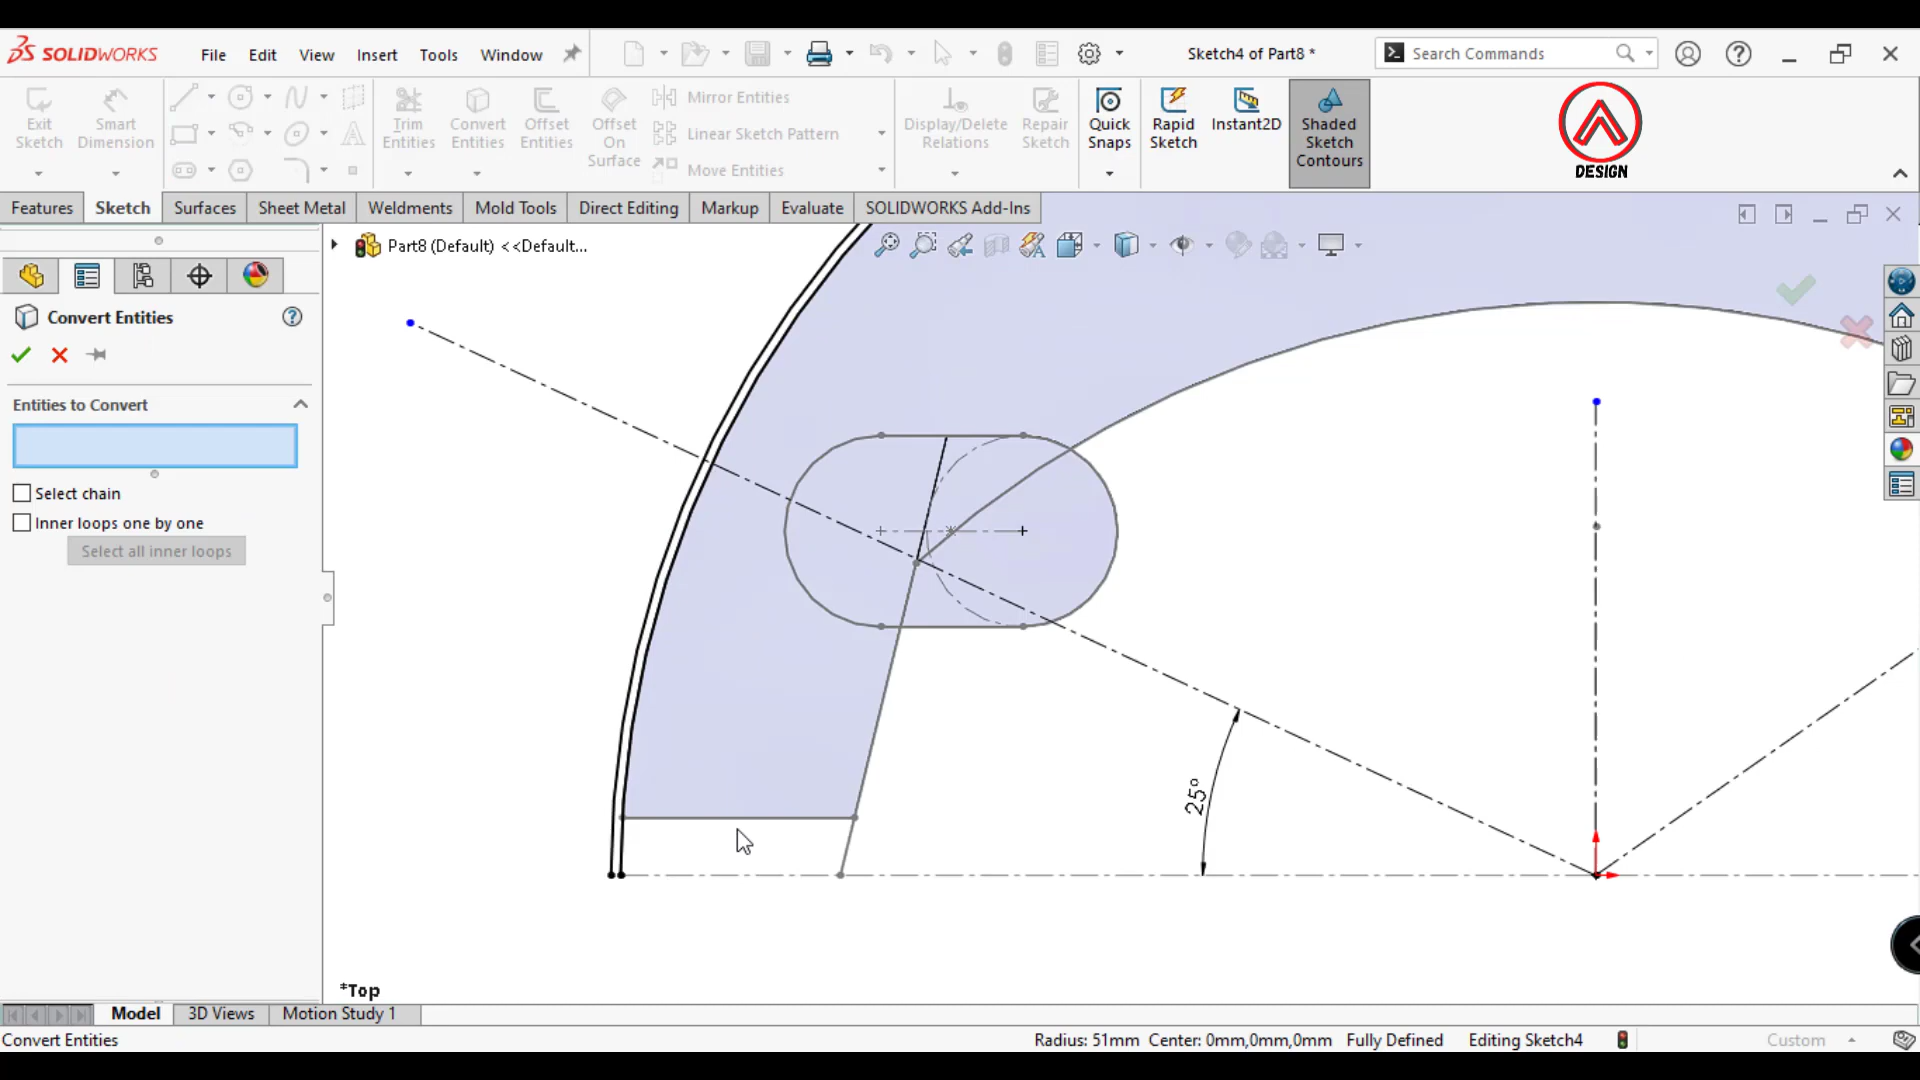 SOLIDWORKS File Edit View Insert Tools Window Sketch4 of Part8 * Search Commands
Exit Sketch Smart Dimension Trim Entities Convert Entities Offset Entities Offset On Surface Mirror Entities Linear Sketch Pattern Move Entities Display/Delete Relations Repair Sketch Quick Snaps Rapid Sketch Instant2D Shaded Sketch Contours DESIGN
Features Sketch Surfaces Sheet Metal Weldments Mold Tools Direct Editing Markup Evaluate SOLIDWORKS Add-Ins
Part8 (Default) <<Default...
Convert Entities
Entities to Convert
Select chain
Inner loops one by one
Select all inner loops
25°
*Top
Model 3D Views Motion Study 1
Convert Entities Radius: 51mm Center: 0mm,0mm,0mm Fully Defined Editing Sketch4 Custom